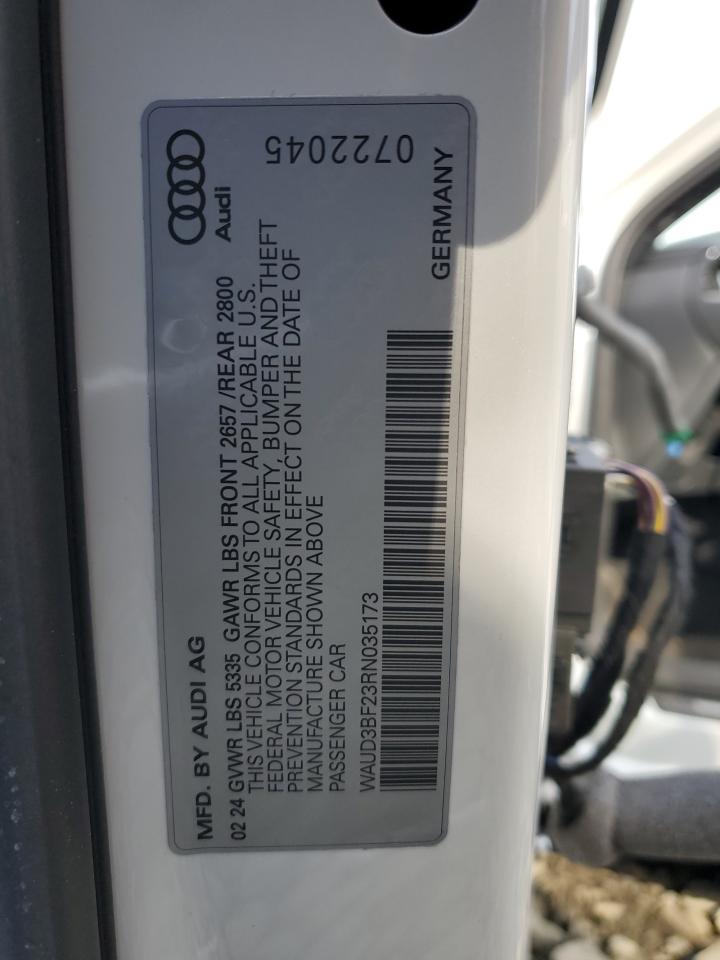 MFD. BY AUDI AG
02 24 GVWR LBS 5335 GAWR LBS FRONT 2657/REAR 2800
THIS VEHICLE CONFORMS TO ALL APPLICABLE U.S.
FEDERAL MOTOR VEHICLE SAFETY, BUMPER AND THEFT
PREVENTION STANDARDS IN EFFECT ON THE DATE OF
MANUFACTURE SHOWN ABOVE
PASSENGER CAR
WAUD3BF23RN035173
Audi
0722045
GERMANY